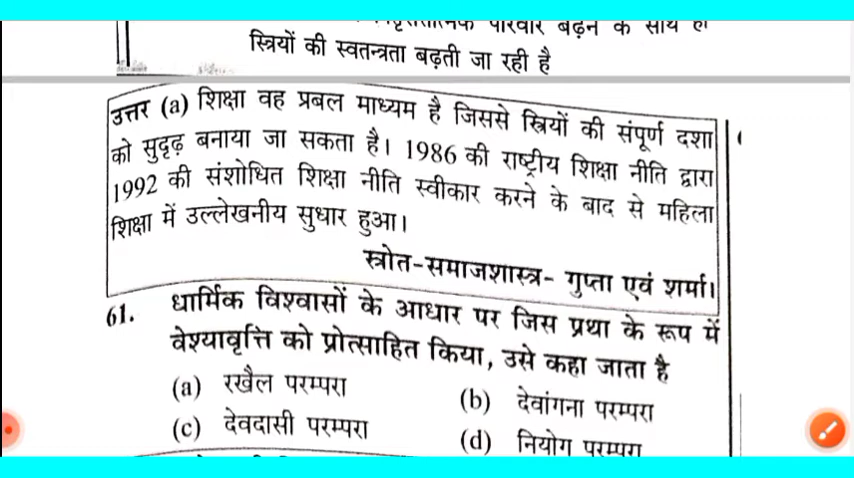 परिवार बढ़ने के साथ ही
स्त्रियों की स्वतन्त्रता बढ़ती जा रही है
उत्तर (a) शिक्षा वह प्रबल माध्यम है जिससे स्त्रियों की संपूर्ण दशा
को सुदृढ़ बनाया जा सकता है। 1986 की राष्ट्रीय शिक्षा नीति द्वारा
1992 की संशोधित शिक्षा नीति स्वीकार करने के बाद से महिला
शिक्षा में उल्लेखनीय सुधार हुआ।
स्त्रोत-समाजशास्त्र- गुप्ता एवं शर्मा।
61. धार्मिक विश्वासों के आधार पर जिस प्रथा के रूप में
वेश्यावृत्ति को प्रोत्साहित किया, उसे कहा जाता है
(a) रखैल परम्परा
(b) देवांगना परम्परा
(c) देवदासी परम्परा
(d) नियोग परम्परा